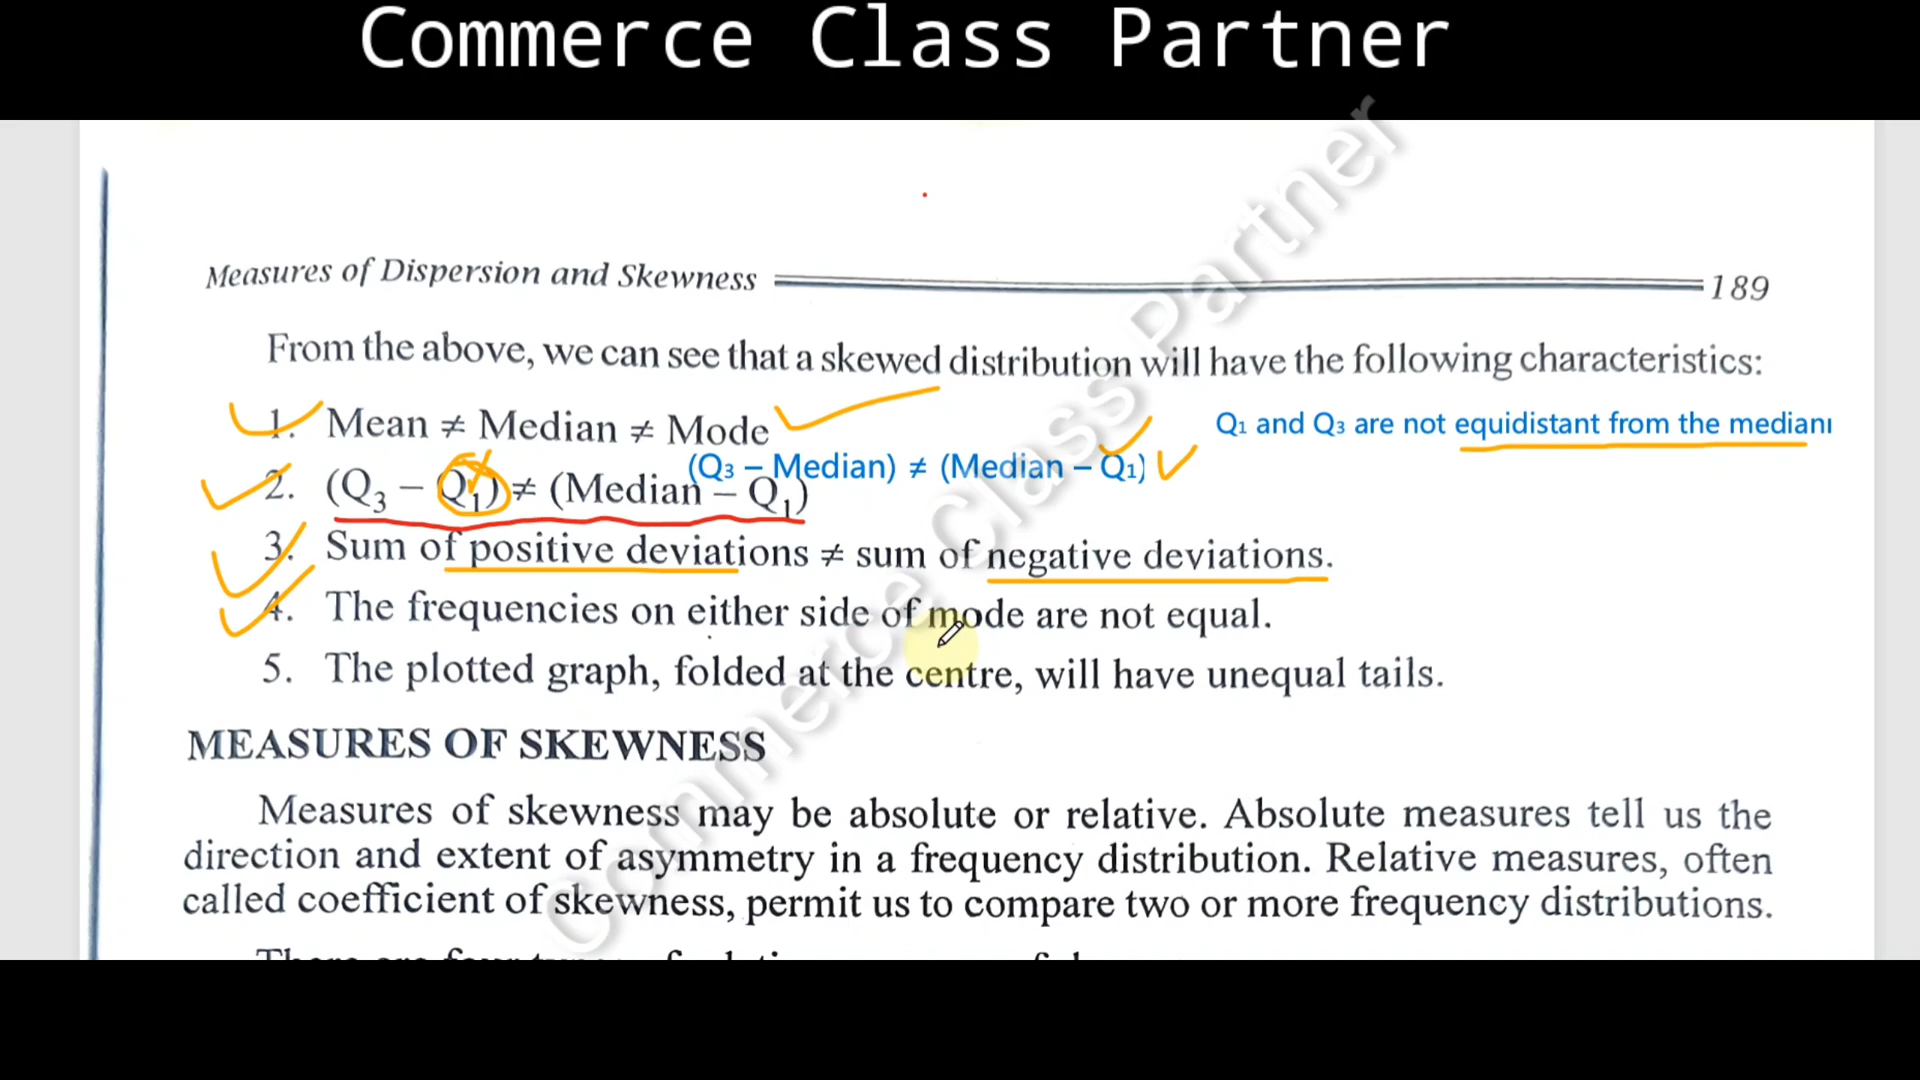 Commerce Class Partner
Measures of Dispersion and Skewness 189
From the above, we can see that a skewed distribution will have the following characteristics:
1. Mean ≠ Median ≠ Mode
Q₁ and Q₃ are not equidistant from the median
(Q₃ – Median) ≠ (Median – Q₁)
2. (Q₃ – Q₁) ≠ (Median – Q₁)
3. Sum of positive deviations ≠ sum of negative deviations.
4. The frequencies on either side of mode are not equal.
5. The plotted graph, folded at the centre, will have unequal tails.
MEASURES OF SKEWNESS
Measures of skewness may be absolute or relative. Absolute measures tell us the
direction and extent of asymmetry in a frequency distribution. Relative measures, often
called coefficient of skewness, permit us to compare two or more frequency distributions.
Commerce Class Partner